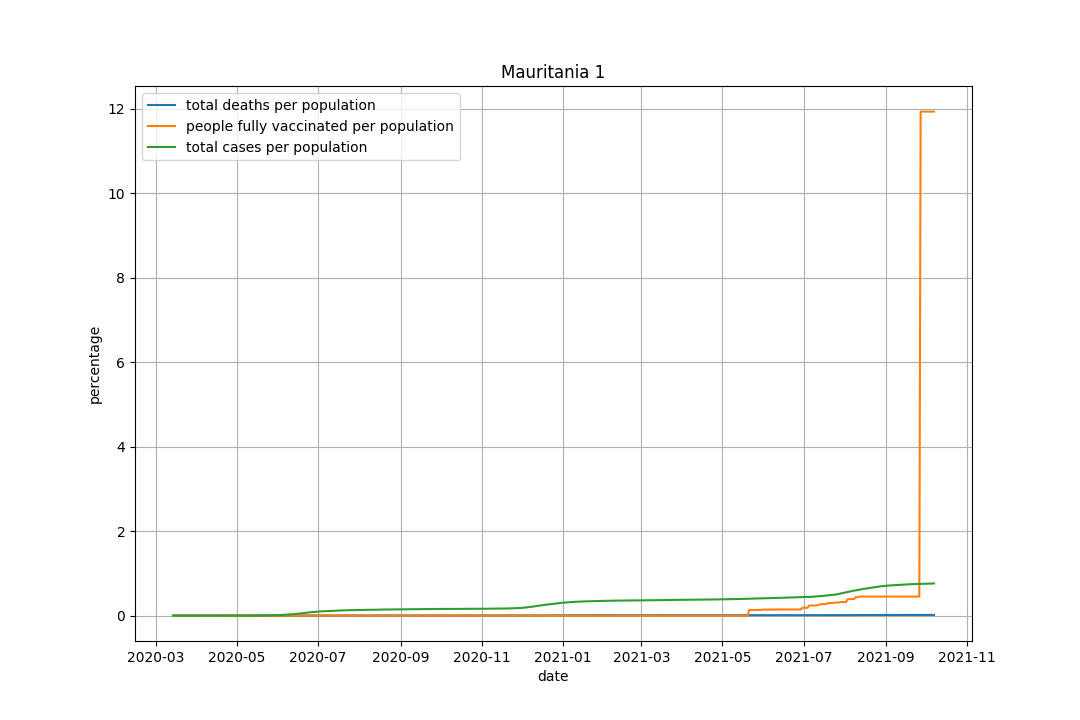 Mauritania 1
total deaths per population
people fully vaccinated per population
total cases per population
12
10
8
6
4
2
0
percentage
2020-03 2020-05 2020-07 2020-09 2020-11 2021-01 2021-03 2021-05 2021-07 2021-09 2021-11
date